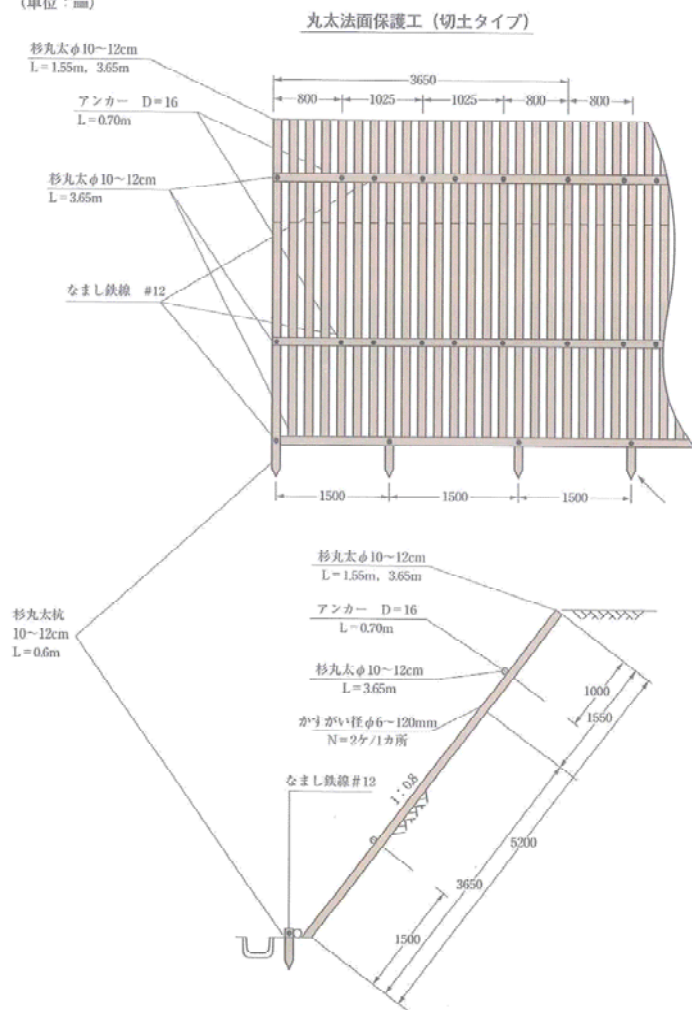 (単位：㎜)
丸太法面保護工（切土タイプ）
杉丸太φ10～12cm
L=1.55m，3.65m
アンカー　D=16
L=0.70m
杉丸太φ10～12cm
L=3.65m
なまし鉄線　#12
3650
800
1025
1025
800
800
1500
1500
1500
杉丸太杭
10～12cm
L=0.6m
杉丸太φ10～12cm
L=1.55m，3.65m
アンカー　D=16
L=0.70m
杉丸太φ10～12cm
L=3.65m
かすがい径φ6～120mm
N=2ケ/1カ所
なまし鉄線#12
1：0.8
1000
1550
5200
3650
1500